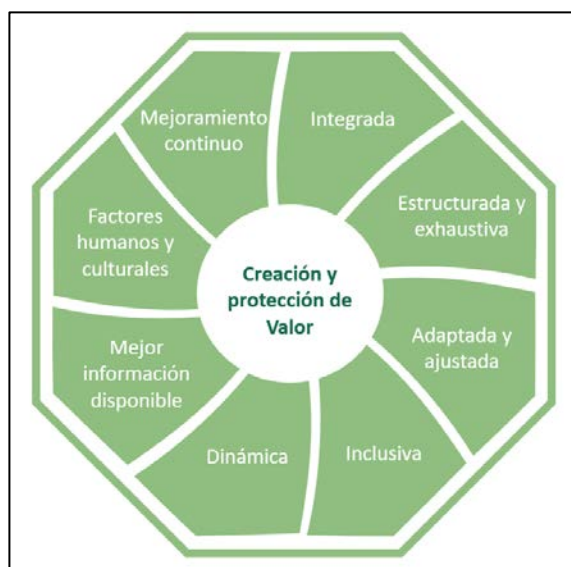 Mejoramiento
continuo
Integrada
Estructurada y
exhaustiva
Adaptada y
ajustada
Inclusiva
Dinámica
Mejor
información
disponible
Factores
humanos y
culturales
Creación y
protección de
Valor